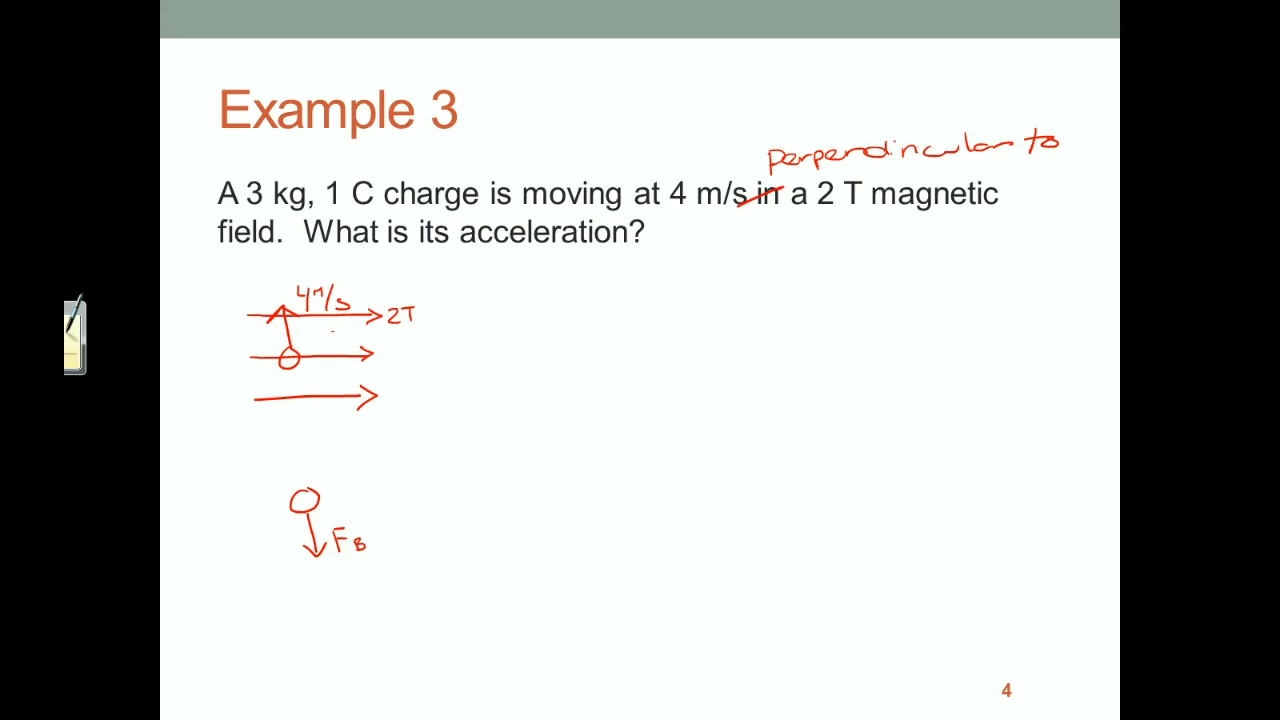 Example 3
perpendicular to
A 3 kg, 1 C charge is moving at 4 m/s in a 2 T magnetic
field. What is its acceleration?
4 m/s
2T
FB
4